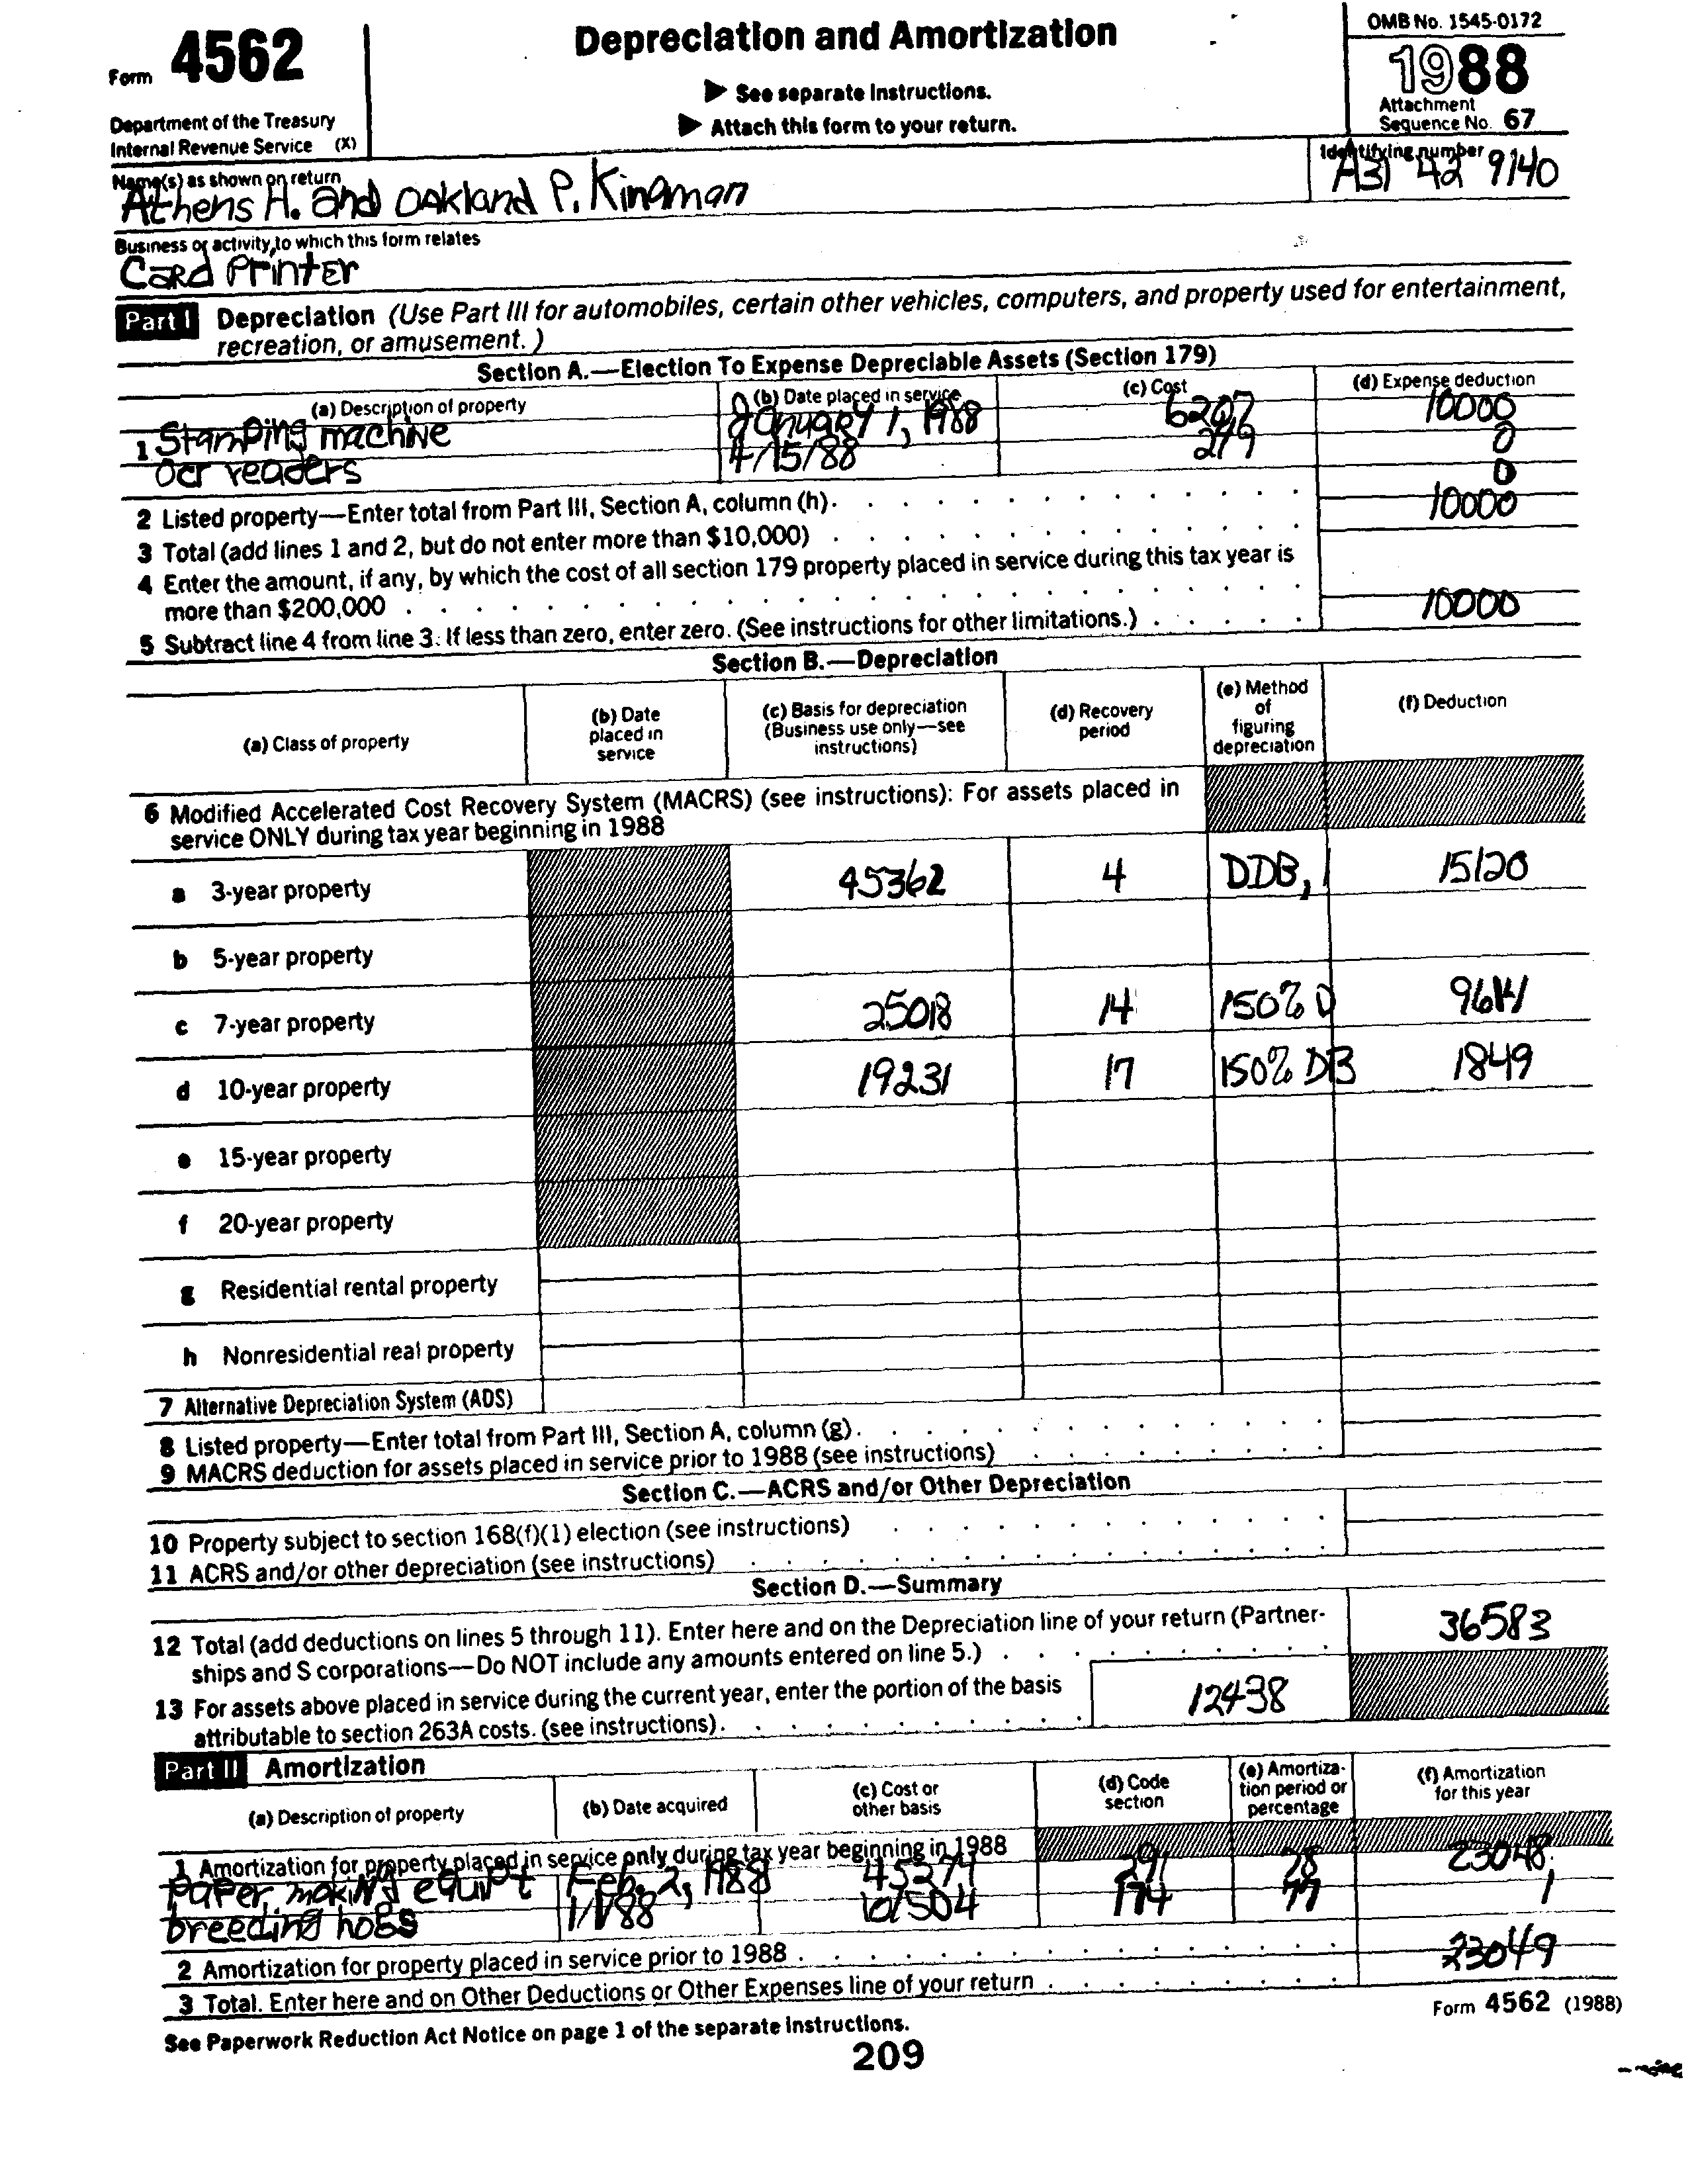 Form 4562
Department of the Treasury
Internal Revenue Service (X)
Depreciation and Amortization
▶ See separate Instructions.
▶ Attach this form to your return.
OMB No. 1545-0172
1988
Attachment
Sequence No. 67
Name(s) as shown on return
Athens H. and Oakland P. Kingman
Identifying number
A31 42 9140
Business or activity to which this form relates
Card Printer
Part I Depreciation (Use Part III for automobiles, certain other vehicles, computers, and property used for entertainment,
recreation, or amusement.)
Section A.—Election To Expense Depreciable Assets (Section 179)
(a) Description of property (b) Date placed in service (c) Cost (d) Expense deduction
1 Stamping machine January 1, 1988 6207 10000
Ocr readers 4/15/88 279 0
2 Listed property—Enter total from Part III, Section A, column (h). 0
3 Total (add lines 1 and 2, but do not enter more than $10,000) 10000
4 Enter the amount, if any, by which the cost of all section 179 property placed in service during this tax year is
more than $200,000
5 Subtract line 4 from line 3. If less than zero, enter zero. (See instructions for other limitations.) 10000
Section B.—Depreciation
(a) Class of property (b) Date placed in service (c) Basis for depreciation (Business use only—see instructions) (d) Recovery period (e) Method of figuring depreciation (f) Deduction
6 Modified Accelerated Cost Recovery System (MACRS) (see instructions): For assets placed in
service ONLY during tax year beginning in 1988
a 3-year property 45362 4 DDB, 1 15120
b 5-year property
c 7-year property 25018 14 150% D 9614
d 10-year property 19231 17 150% DB 1849
e 15-year property
f 20-year property
g Residential rental property
h Nonresidential real property
7 Alternative Depreciation System (ADS)
8 Listed property—Enter total from Part III, Section A, column (g).
9 MACRS deduction for assets placed in service prior to 1988 (see instructions)
Section C.—ACRS and/or Other Depreciation
10 Property subject to section 168(f)(1) election (see instructions)
11 ACRS and/or other depreciation (see instructions)
Section D.—Summary
12 Total (add deductions on lines 5 through 11). Enter here and on the Depreciation line of your return (Partner-
ships and S corporations—Do NOT include any amounts entered on line 5.) 36583
13 For assets above placed in service during the current year, enter the portion of the basis
attributable to section 263A costs. (see instructions). 12438
Part II Amortization
(a) Description of property (b) Date acquired (c) Cost or other basis (d) Code section (e) Amortiza-tion period or percentage (f) Amortization for this year
1 Amortization for property placed in service only during tax year beginning in 1988
Paper making equipt Feb. 2, 1988 45374 291 28 23048
breeding hogs 1/1/88 101504 174 77 1
2 Amortization for property placed in service prior to 1988
3 Total. Enter here and on Other Deductions or Other Expenses line of your return 23049
See Paperwork Reduction Act Notice on page 1 of the separate Instructions.
Form 4562 (1988)
209